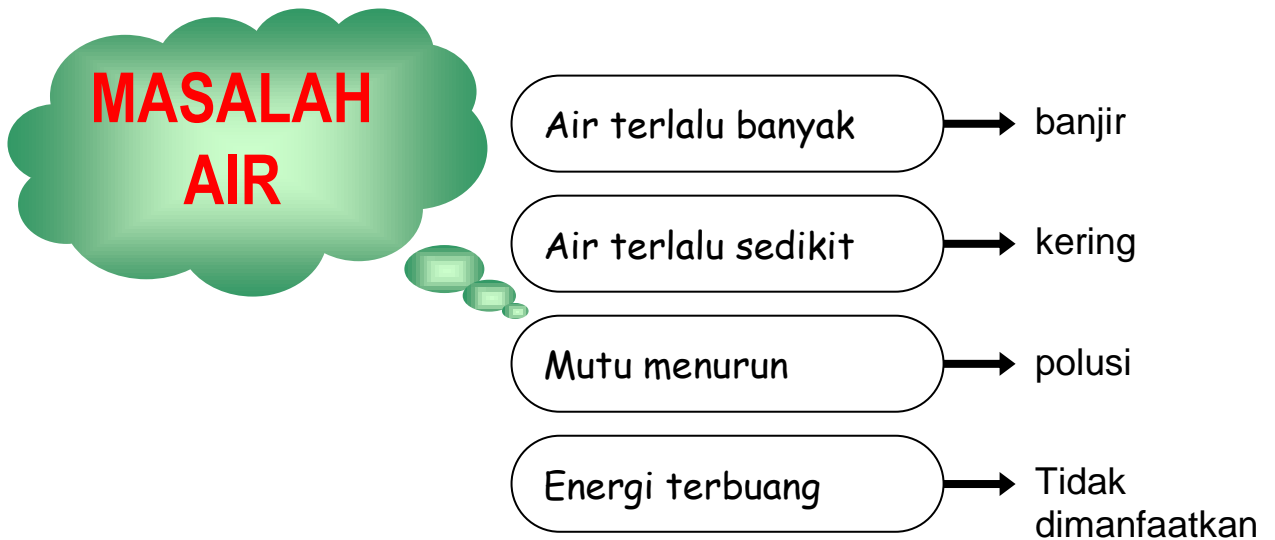 MASALAH
AIR
Air terlalu banyak
banjir
Air terlalu sedikit
kering
Mutu menurun
polusi
Energi terbuang
Tidak
dimanfaatkan